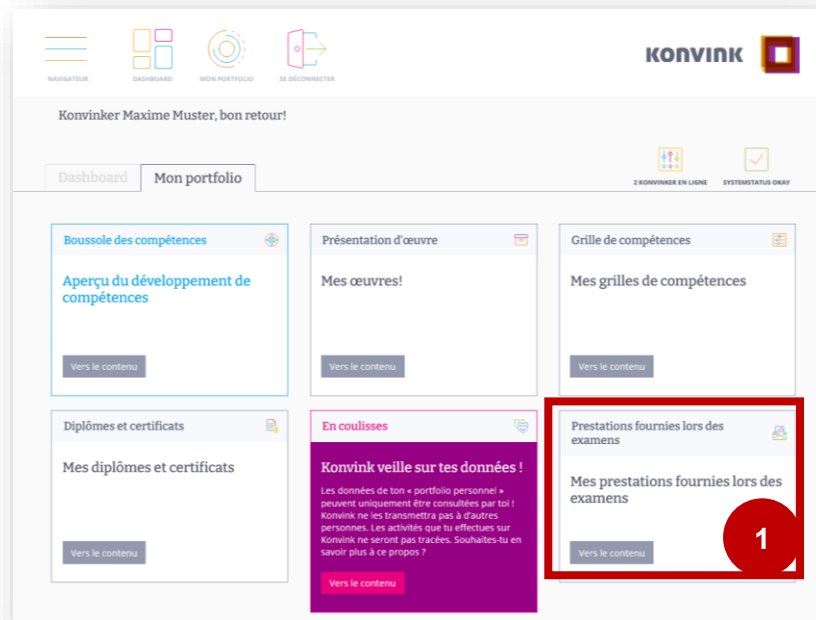 NAVIGATEUR
DASHBOARD
MON PORTFOLIO
SE DÉCONNECTER
KONVINK
Konvinker Maxime Muster, bon retour!
Dashboard
Mon portfolio
2 KONVINKER EN LIGNE
SYSTEMSTATUS OKAY
Boussole des compétences
Aperçu du développement de
compétences
Vers le contenu
Présentation d'œuvre
Mes œuvres!
Vers le contenu
Grille de compétences
Mes grilles de compétences
Vers le contenu
Diplômes et certificats
Mes diplômes et certificats
Vers le contenu
En coulisses
Konvink veille sur tes données !
Les données de ton « portfolio personnel »
peuvent uniquement être consultées par toi !
Konvink ne les transmettra pas à d'autres
personnes. Les activités que tu effectues sur
Konvink ne seront pas tracées. Souhaites-tu en
savoir plus à ce propos ?
Vers le contenu
Prestations fournies lors des
examens
Mes prestations fournies lors des
examens
Vers le contenu
1